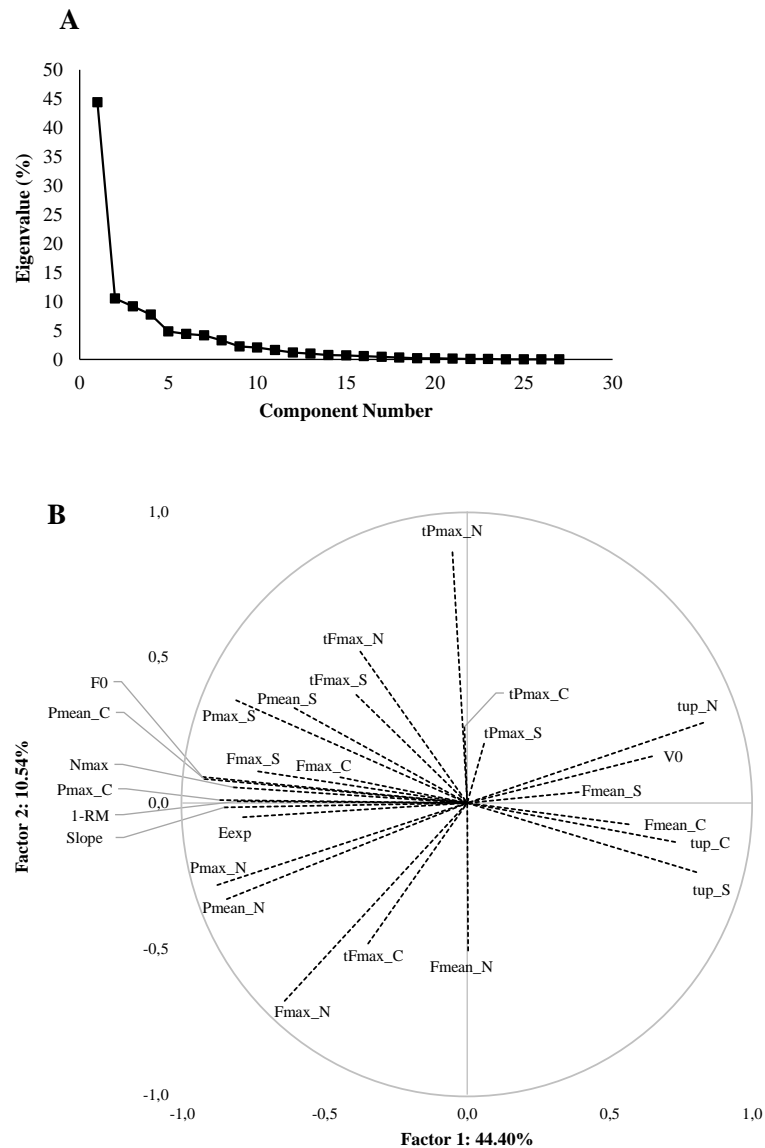 A
50
45
40
35
30
25
20
15
10
5
0
Eigenvalue (%)
0 5 10 15 20 25 30
Component Number
B
1,0
tPmax_N
tFmax_N
0,5
F0
tFmax_S
Pmean_S
tPmax_C
Pmean_C
Pmax_S
tup_N
tPmax_S
Nmax
Fmax_S
Fmax_C
V0
Pmax_C
Fmean_S
0,0
1-RM
Fmean_C
Slope
Eexp
tup_C
Pmax_N
tup_S
Pmean_N
-0,5
tFmax_C
Fmean_N
Fmax_N
Factor 2: 10.54%
-1,0
-1,0 -0,5 0,0 0,5 1,0
Factor 1: 44.40%